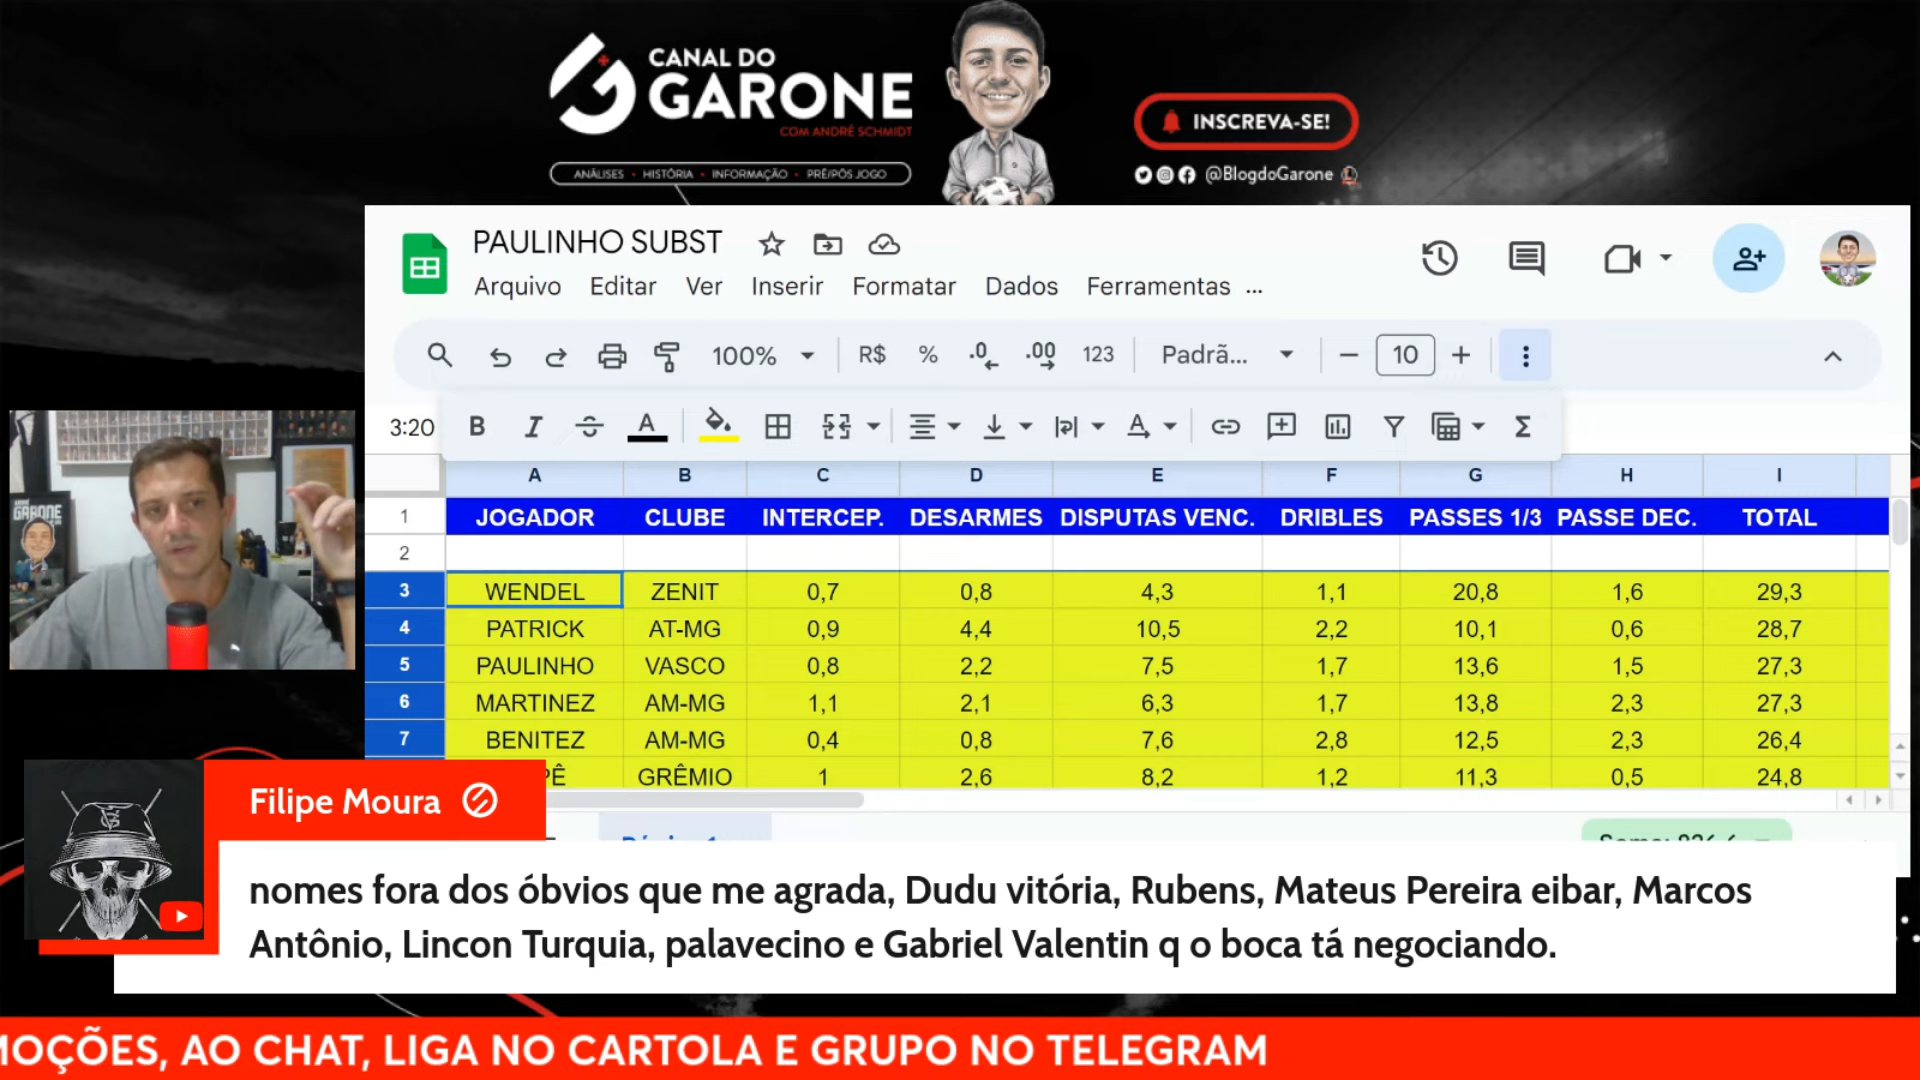 CANAL DO
GARONE
COM ANDRÉ SCHMIDT
ANÁLISES • HISTÓRIA • INFORMAÇÃO • PRÉ/PÓS JOGO
INSCREVA-SE!
@BlogdoGarone
PAULINHO SUBST
Arquivo Editar Ver Inserir Formatar Dados Ferramentas ...
100% R$ % .0 .00 123 Padrã... 10
3:20 B I A A
A B C D E F G H I
1 JOGADOR CLUBE INTERCEP. DESARMES DISPUTAS VENC. DRIBLES PASSES 1/3 PASSE DEC. TOTAL
2
3 WENDEL ZENIT 0,7 0,8 4,3 1,1 20,8 1,6 29,3
4 PATRICK AT-MG 0,9 4,4 10,5 2,2 10,1 0,6 28,7
5 PAULINHO VASCO 0,8 2,2 7,5 1,7 13,6 1,5 27,3
6 MARTINEZ AM-MG 1,1 2,1 6,3 1,7 13,8 2,3 27,3
7 BENITEZ AM-MG 0,4 0,8 7,6 2,8 12,5 2,3 26,4
PÊ GRÊMIO 1 2,6 8,2 1,2 11,3 0,5 24,8
GARONE
Filipe Moura
nomes fora dos óbvios que me agrada, Dudu vitória, Rubens, Mateus Pereira eibar, Marcos
Antônio, Lincon Turquia, palavecino e Gabriel Valentin q o boca tá negociando.
MOÇÕES, AO CHAT, LIGA NO CARTOLA E GRUPO NO TELEGRAM